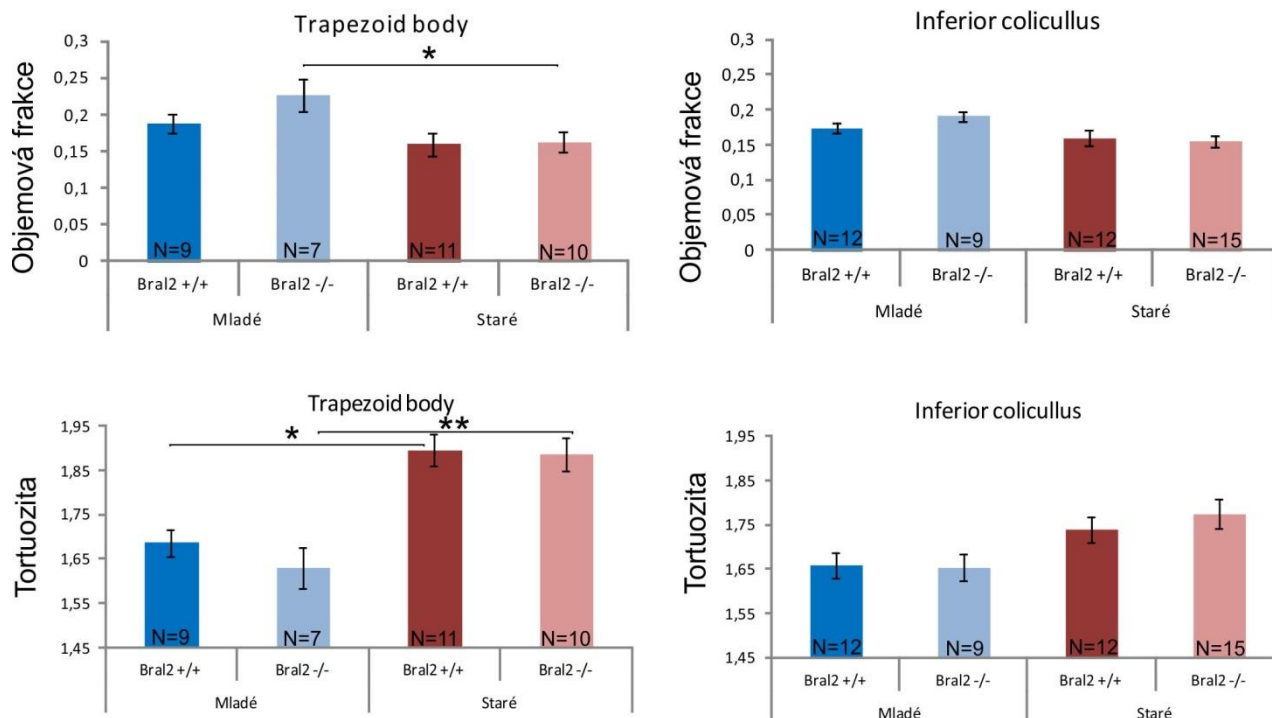 Trapezoid body
Objemová frakce
0,3
0,25
0,2
0,15
0,1
0,05
0
*
N=9 N=7 N=11 N=10
Bral2 +/+ Bral2 -/- Bral2 +/+ Bral2 -/-
Mladé Staré
Inferior colicullus
Objemová frakce
0,3
0,25
0,2
0,15
0,1
0,05
0
N=12 N=9 N=12 N=15
Bral2 +/+ Bral2 -/- Bral2 +/+ Bral2 -/-
Mladé Staré
Trapezoid body
Tortuozita
1,95
1,85
1,75
1,65
1,55
1,45
* **
N=9 N=7 N=11 N=10
Bral2 +/+ Bral2 -/- Bral2 +/+ Bral2 -/-
Mladé Staré
Inferior colicullus
Tortuozita
1,95
1,85
1,75
1,65
1,55
1,45
N=12 N=9 N=12 N=15
Bral2 +/+ Bral2 -/- Bral2 +/+ Bral2 -/-
Mladé Staré